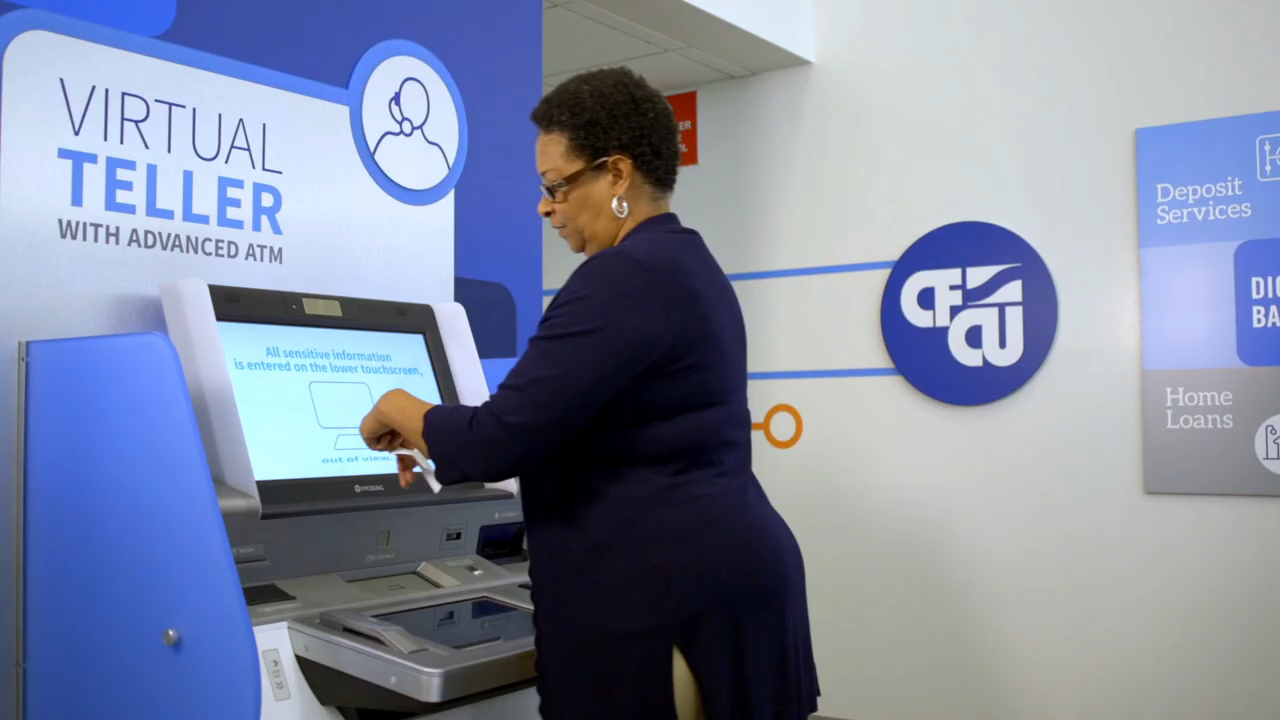 VIRTUAL
TELLER
WITH ADVANCED ATM
All sensitive information
is entered on the lower touchscreen,
out of view.
HYOSUNG
CFCU
Deposit
Services
Home
Loans